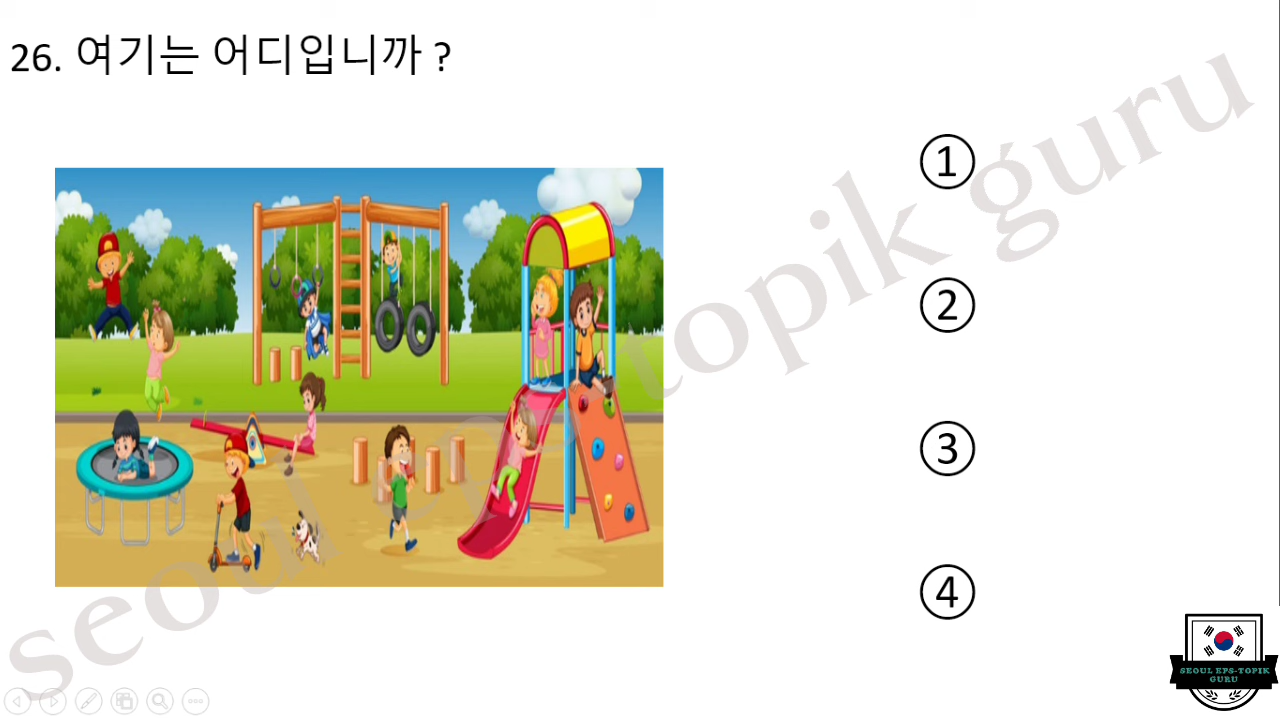 26. 여기는 어디입니까 ?
①
②
③
④
seoul eps topik guru
SEOUL EPS-TOPIK
GURU